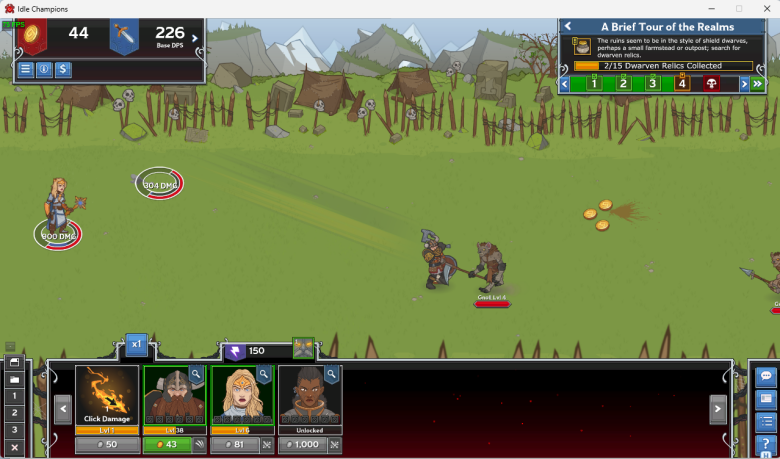 Idle Champions
44
226
Base DPS
A Brief Tour of the Realms
The ruins seem to be in the style of shield dwarves,
perhaps a small farmstead or outpost; search for
dwarven relics.
2/15 Dwarven Relics Collected
1 2 3 4
304 DMG
300 DMG
Gnoll Lvl 4
x1
150
1
2
3
1
Click Damage
Lvl 1
Lvl 38
Lvl 6
Unlocked
50
43
81
1,000